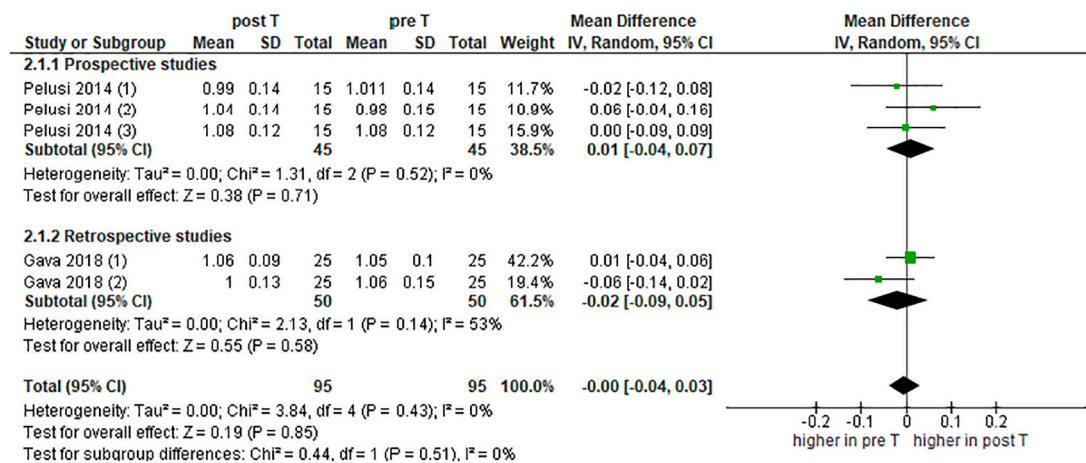 post T pre T Mean Difference Mean Difference
Study or Subgroup Mean SD Total Mean SD Total Weight IV, Random, 95% CI IV, Random, 95% CI
2.1.1 Prospective studies
Pelusi 2014 (1) 0.99 0.14 15 1.011 0.14 15 11.7% -0.02 [-0.12, 0.08]
Pelusi 2014 (2) 1.04 0.14 15 0.98 0.15 15 10.9% 0.06 [-0.04, 0.16]
Pelusi 2014 (3) 1.08 0.12 15 1.08 0.12 15 15.9% 0.00 [-0.09, 0.09]
Subtotal (95% CI) 45 45 38.5% 0.01 [-0.04, 0.07]
Heterogeneity: Tau² = 0.00; Chi² = 1.31, df = 2 (P = 0.52); I² = 0%
Test for overall effect: Z = 0.38 (P = 0.71)
2.1.2 Retrospective studies
Gava 2018 (1) 1.06 0.09 25 1.05 0.1 25 42.2% 0.01 [-0.04, 0.06]
Gava 2018 (2) 1 0.13 25 1.06 0.15 25 19.4% -0.06 [-0.14, 0.02]
Subtotal (95% CI) 50 50 61.5% -0.02 [-0.09, 0.05]
Heterogeneity: Tau² = 0.00; Chi² = 2.13, df = 1 (P = 0.14); I² = 53%
Test for overall effect: Z = 0.55 (P = 0.58)
Total (95% CI) 95 95 100.0% -0.00 [-0.04, 0.03]
Heterogeneity: Tau² = 0.00; Chi² = 3.84, df = 4 (P = 0.43); I² = 0%
Test for overall effect: Z = 0.19 (P = 0.85)
Test for subgroup differences: Chi² = 0.44, df = 1 (P = 0.51), I² = 0%
-0.2 -0.1 0 0.1 0.2
higher in pre T higher in post T